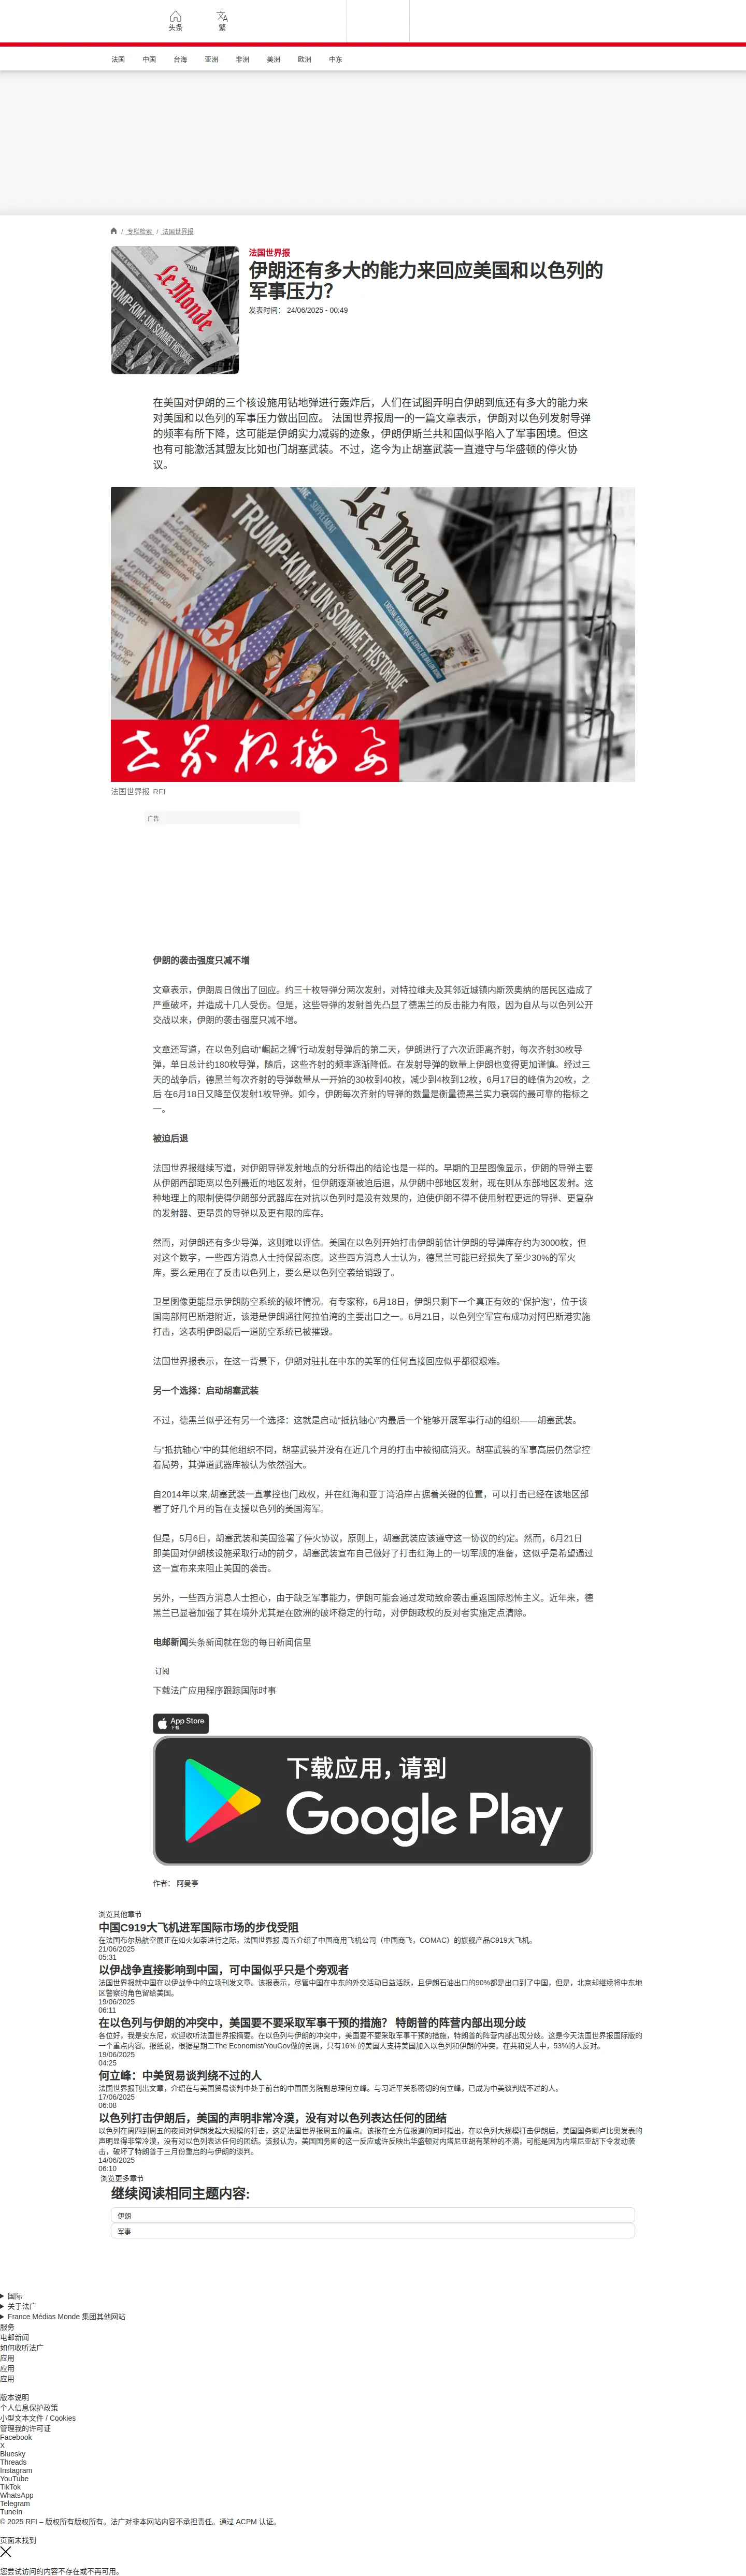 头条
繁
法国
中国
台海
亚洲
非洲
美洲
欧洲
中东
/ 专栏检索 / 法国世界报
法国世界报
伊朗还有多大的能力来回应美国和以色列的
军事压力？
发表时间： 24/06/2025 - 00:49
Le Monde
TRUMP-KIM : UN SOMMET HISTORIQUE
在美国对伊朗的三个核设施用钻地弹进行轰炸后，人们在试图弄明白伊朗到底还有多大的能力来
对美国和以色列的军事压力做出回应。 法国世界报周一的一篇文章表示，伊朗对以色列发射导弹
的频率有所下降，这可能是伊朗实力减弱的迹象，伊朗伊斯兰共和国似乎陷入了军事困境。但这
也有可能激活其盟友比如也门胡塞武装。不过，迄今为止胡塞武装一直遵守与华盛顿的停火协
议。
Le Monde
TRUMP-KIM : UN SOMMET HISTORIQUE
世界报摘要
法国世界报 RFI
广告
伊朗的袭击强度只减不增
文章表示，伊朗周日做出了回应。约三十枚导弹分两次发射，对特拉维夫及其邻近城镇内斯茨奥纳的居民区造成了
严重破坏，并造成十几人受伤。但是，这些导弹的发射首先凸显了德黑兰的反击能力有限，因为自从与以色列公开
交战以来，伊朗的袭击强度只减不增。
文章还写道，在以色列启动“崛起之狮”行动发射导弹后的第二天，伊朗进行了六次近距离齐射，每次齐射30枚导
弹，单日总计约180枚导弹，随后，这些齐射的频率逐渐降低。在发射导弹的数量上伊朗也变得更加谨慎。经过三
天的战争后，德黑兰每次齐射的导弹数量从一开始的30枚到40枚，减少到4枚到12枚，6月17日的峰值为20枚，之
后 在6月18日又降至仅发射1枚导弹。如今，伊朗每次齐射的导弹的数量是衡量德黑兰实力衰弱的最可靠的指标之
一。
被迫后退
法国世界报继续写道，对伊朗导弹发射地点的分析得出的结论也是一样的。早期的卫星图像显示，伊朗的导弹主要
从伊朗西部距离以色列最近的地区发射，但伊朗逐渐被迫后退，从伊朗中部地区发射，现在则从东部地区发射。这
种地理上的限制使得伊朗部分武器库在对抗以色列时是没有效果的，迫使伊朗不得不使用射程更远的导弹、更复杂
的发射器、更昂贵的导弹以及更有限的库存。
然而，对伊朗还有多少导弹，这则难以评估。美国在以色列开始打击伊朗前估计伊朗的导弹库存约为3000枚，但
对这个数字，一些西方消息人士持保留态度。这些西方消息人士认为，德黑兰可能已经损失了至少30%的军火
库，要么是用在了反击以色列上，要么是以色列空袭给销毁了。
卫星图像更能显示伊朗防空系统的破坏情况。有专家称，6月18日，伊朗只剩下一个真正有效的“保护泡”，位于该
国南部阿巴斯港附近，该港是伊朗通往阿拉伯湾的主要出口之一。6月21日，以色列空军宣布成功对阿巴斯港实施
打击，这表明伊朗最后一道防空系统已被摧毁。
法国世界报表示，在这一背景下，伊朗对驻扎在中东的美军的任何直接回应似乎都很艰难。
另一个选择：启动胡塞武装
不过，德黑兰似乎还有另一个选择：这就是启动“抵抗轴心”内最后一个能够开展军事行动的组织——胡塞武装。
与“抵抗轴心”中的其他组织不同，胡塞武装并没有在近几个月的打击中被彻底消灭。胡塞武装的军事高层仍然掌控
着局势，其弹道武器库被认为依然强大。
自2014年以来,胡塞武装一直掌控也门政权，并在红海和亚丁湾沿岸占据着关键的位置，可以打击已经在该地区部
署了好几个月的旨在支援以色列的美国海军。
但是，5月6日，胡塞武装和美国签署了停火协议，原则上，胡塞武装应该遵守这一协议的约定。然而，6月21日
即美国对伊朗核设施采取行动的前夕，胡塞武装宣布自己做好了打击红海上的一切军舰的准备，这似乎是希望通过
这一宣布来来阻止美国的袭击。
另外，一些西方消息人士担心，由于缺乏军事能力，伊朗可能会通过发动致命袭击重返国际恐怖主义。近年来，德
黑兰已显著加强了其在境外尤其是在欧洲的破坏稳定的行动，对伊朗政权的反对者实施定点清除。
电邮新闻头条新闻就在您的每日新闻信里
订阅
下载法广应用程序跟踪国际时事
App Store
下载
下载应用，请到
Google Play
作者： 阿曼亭
浏览其他章节
中国C919大飞机进军国际市场的步伐受阻
在法国布尔热航空展正在如火如荼进行之际，法国世界报 周五介绍了中国商用飞机公司（中国商飞，COMAC）的旗舰产品C919大飞机。
21/06/2025
05:31
以伊战争直接影响到中国，可中国似乎只是个旁观者
法国世界报就中国在以伊战争中的立场刊发文章。该报表示，尽管中国在中东的外交活动日益活跃，且伊朗石油出口的90%都是出口到了中国，但是，北京却继续将中东地
区警察的角色留给美国。
19/06/2025
06:11
在以色列与伊朗的冲突中，美国要不要采取军事干预的措施？ 特朗普的阵营内部出现分歧
各位好，我是安东尼，欢迎收听法国世界报摘要。在以色列与伊朗的冲突中，美国要不要采取军事干预的措施，特朗普的阵营内部出现分歧。这是今天法国世界报国际版的
一个重点内容。报纸说，根据星期二The Economist/YouGov做的民调，只有16% 的美国人支持美国加入以色列和伊朗的冲突。在共和党人中，53%的人反对。
19/06/2025
04:25
何立峰：中美贸易谈判绕不过的人
法国世界报刊出文章，介绍在与美国贸易谈判中处于前台的中国国务院副总理何立峰。与习近平关系密切的何立峰，已成为中美谈判绕不过的人。
17/06/2025
06:08
以色列打击伊朗后，美国的声明非常冷漠，没有对以色列表达任何的团结
以色列在周四到周五的夜间对伊朗发起大规模的打击，这是法国世界报周五的重点。该报在全方位报道的同时指出，在以色列大规模打击伊朗后，美国国务卿卢比奥发表的
声明显得非常冷漠，没有对以色列表达任何的团结。该报认为，美国国务卿的这一反应或许反映出华盛顿对内塔尼亚胡有某种的不满，可能是因为内塔尼亚胡下令发动袭
击，破坏了特朗普于三月份重启的与伊朗的谈判。
14/06/2025
06:10
浏览更多章节
继续阅读相同主题内容:
伊朗
军事
国际
关于法广
France Médias Monde 集团其他网站
服务
电邮新闻
如何收听法广
应用
应用
应用
版本说明
个人信息保护政策
小型文本文件 / Cookies
管理我的许可证
Facebook
X
Bluesky
Threads
Instagram
YouTube
TikTok
WhatsApp
Telegram
TuneIn
© 2025 RFI – 版权所有版权所有。法广对非本网站内容不承担责任。通过 ACPM 认证。
页面未找到
您尝试访问的内容不存在或不再可用。